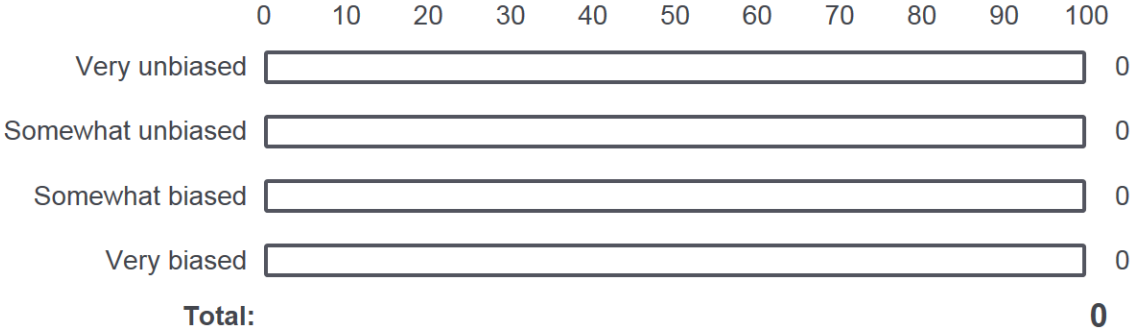 0 10 20 30 40 50 60 70 80 90 100
Very unbiased 0
Somewhat unbiased 0
Somewhat biased 0
Very biased 0
Total: 0